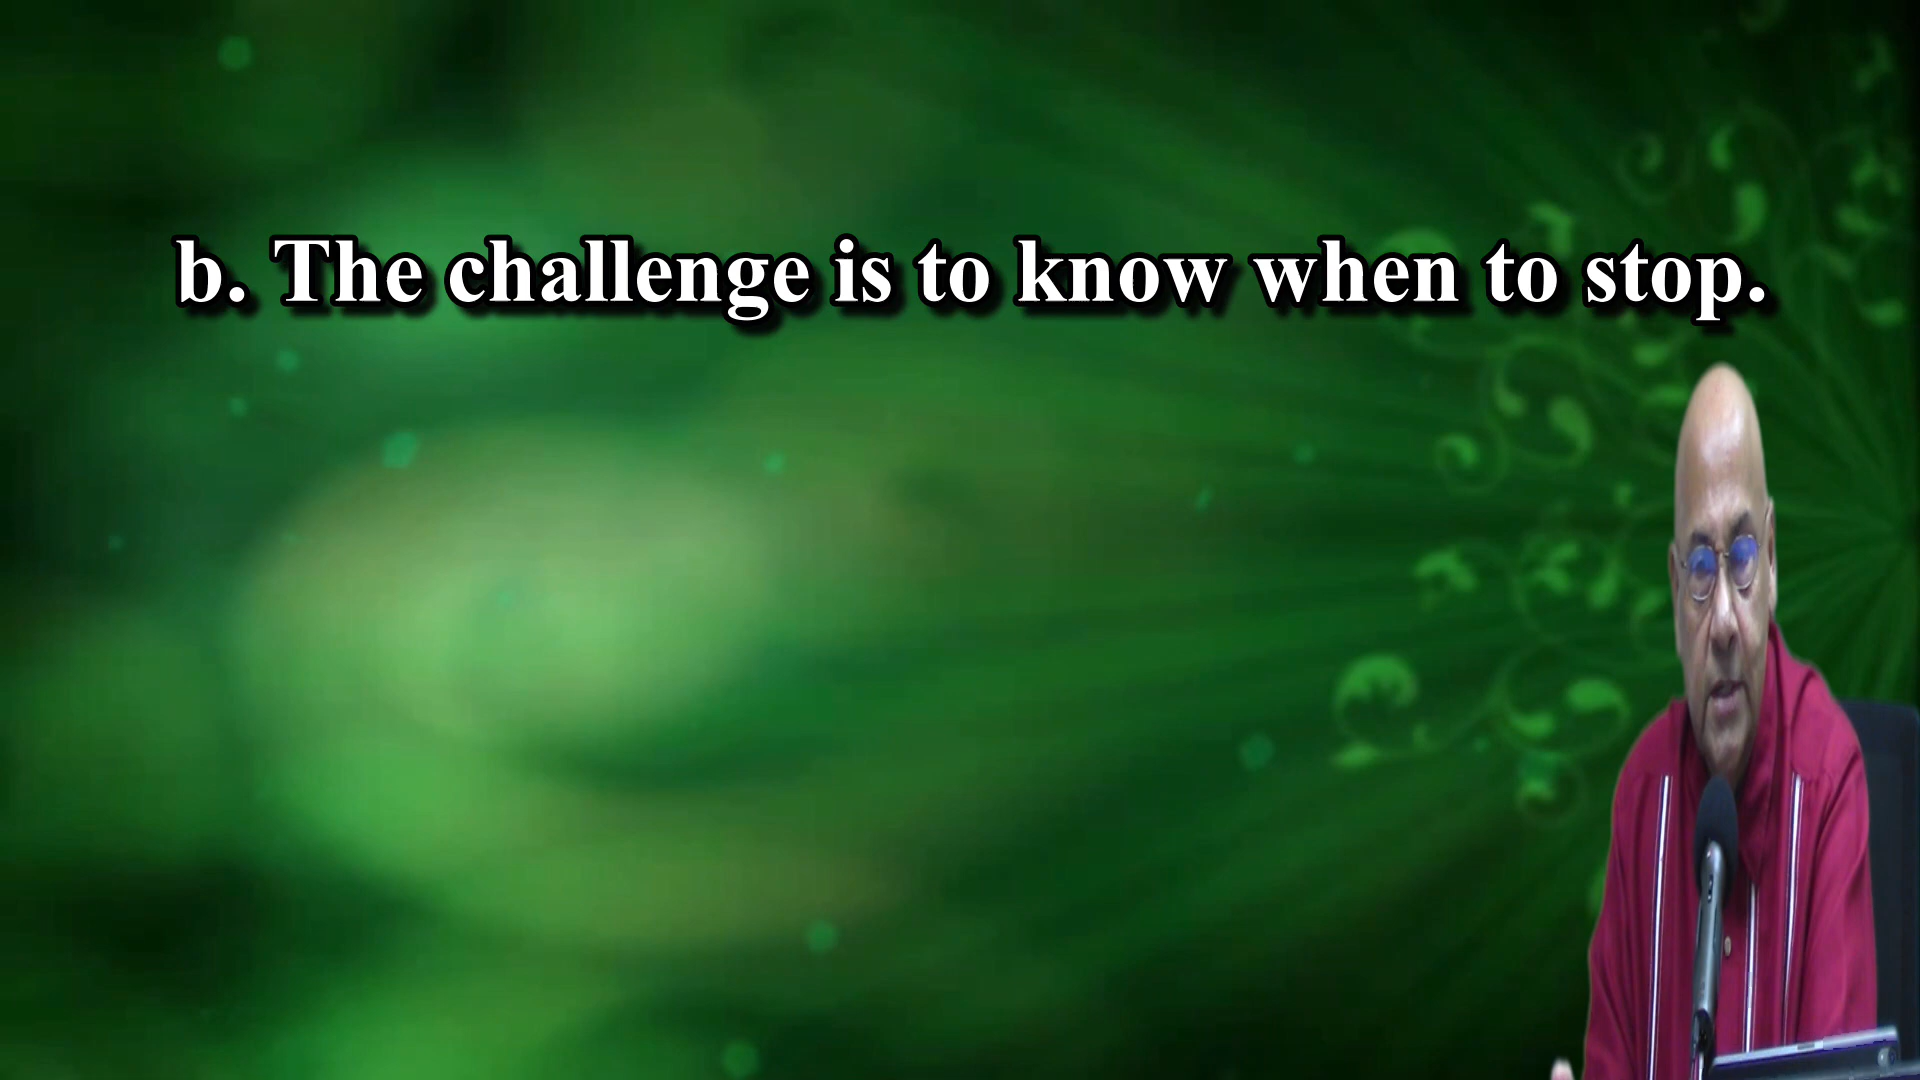 b. The challenge is to know when to stop.